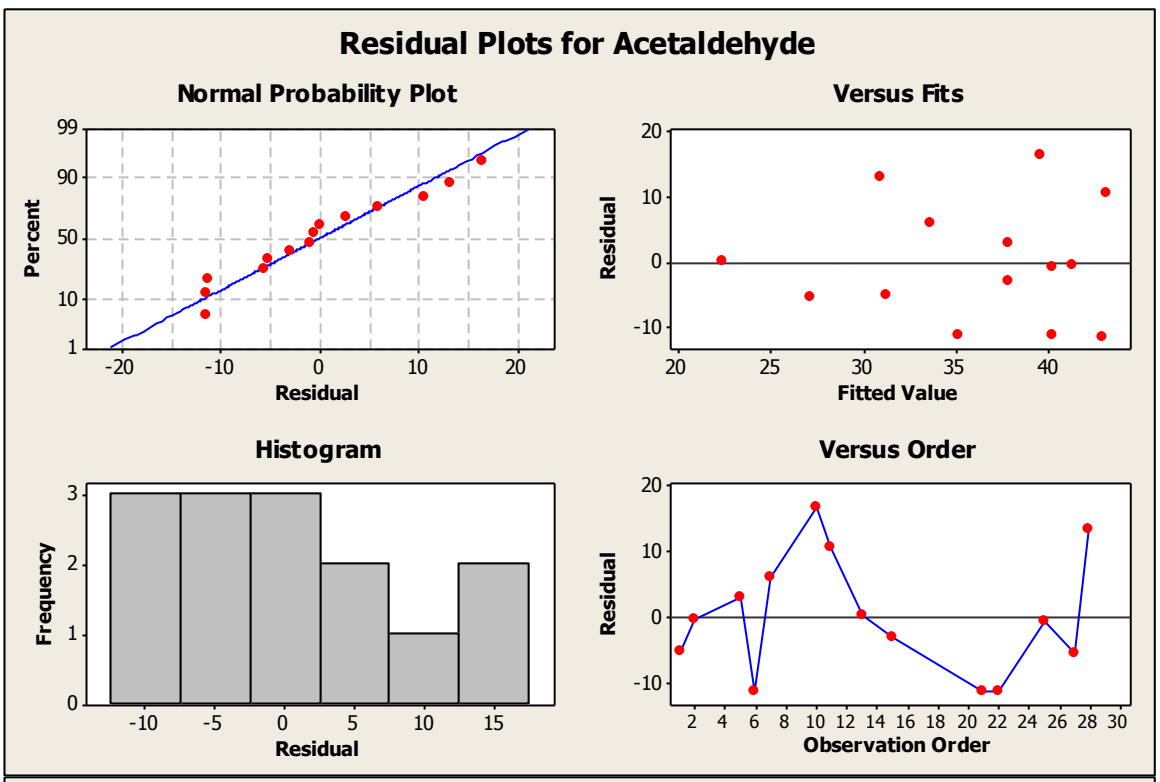 Residual Plots for Acetaldehyde
Normal Probability Plot
99
90
50
10
1
Percent
-20 -10 0 10 20
Residual
Versus Fits
20
10
0
-10
Residual
20 25 30 35 40
Fitted Value
Histogram
3
2
1
0
Frequency
-10 -5 0 5 10 15
Residual
Versus Order
20
10
0
-10
Residual
2 4 6 8 10 12 14 16 18 20 22 24 26 28 30
Observation Order